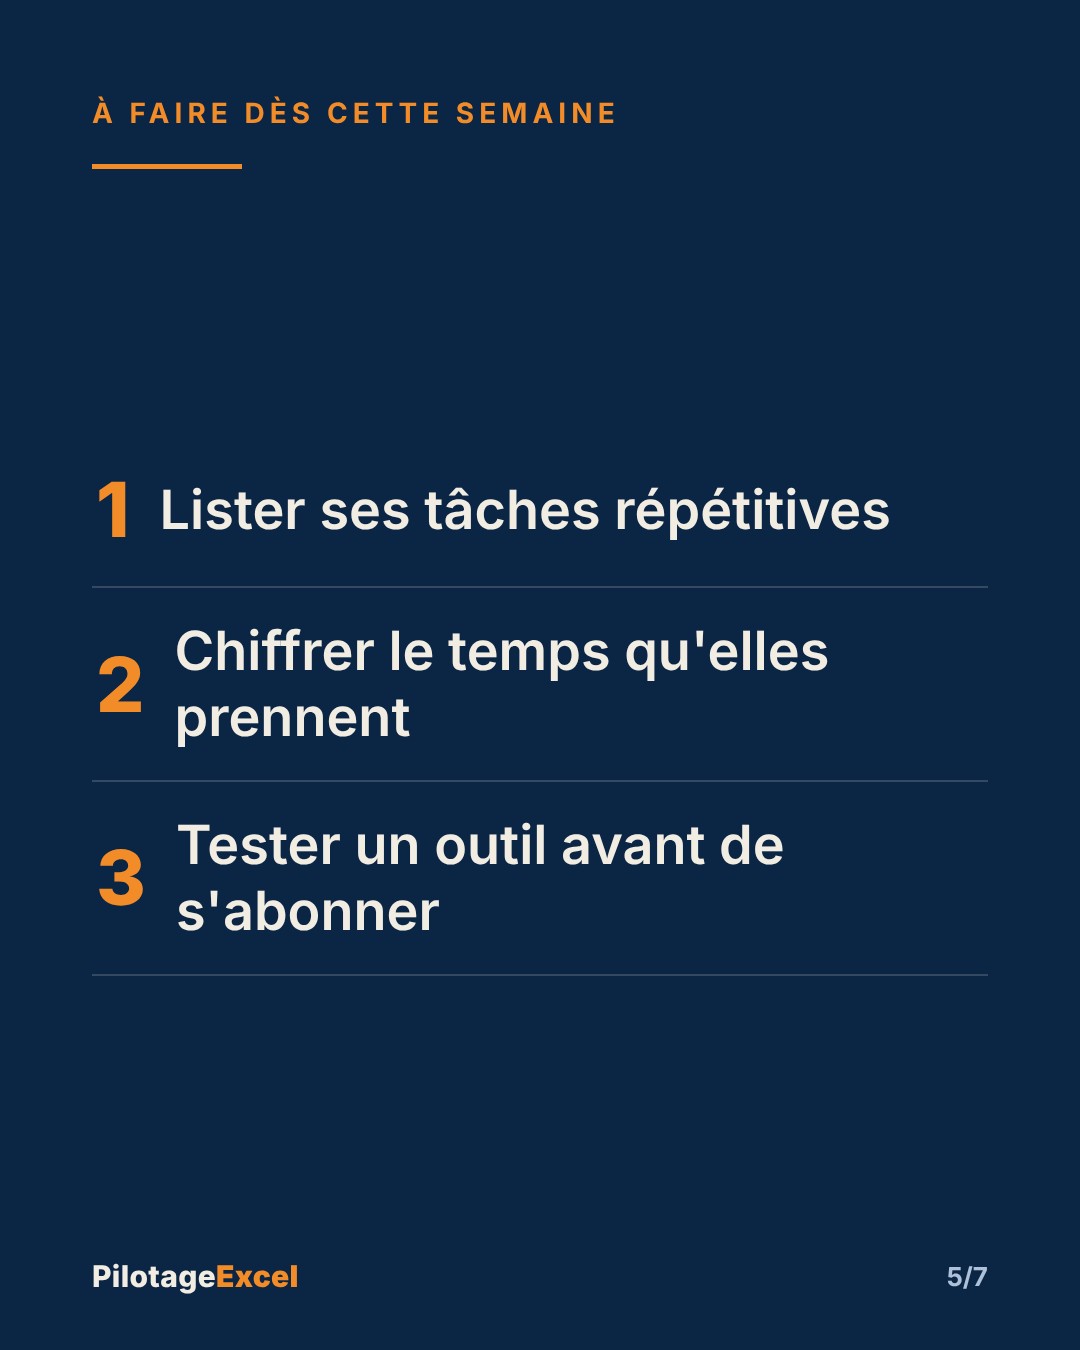 À FAIRE DÈS CETTE SEMAINE
1 Lister ses tâches répétitives
2 Chiffrer le temps qu'elles
prennent
3 Tester un outil avant de
s'abonner
PilotageExcel
5/7